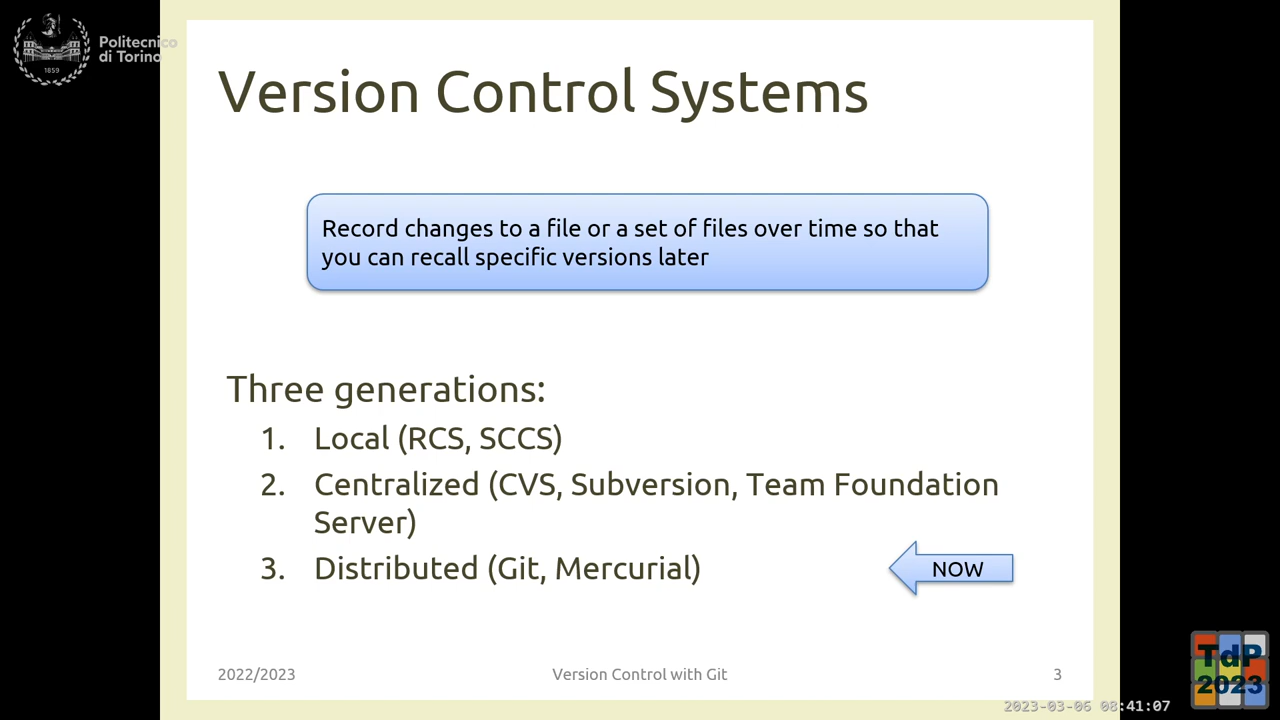 Politecnico
di Torino
1859
Version Control Systems
Record changes to a file or a set of files over time so that
you can recall specific versions later
Three generations:
1. Local (RCS, SCCS)
2. Centralized (CVS, Subversion, Team Foundation
Server)
3. Distributed (Git, Mercurial)
NOW
2022/2023
Version Control with Git
3
TdP
2023
2023-03-06 08:41:07